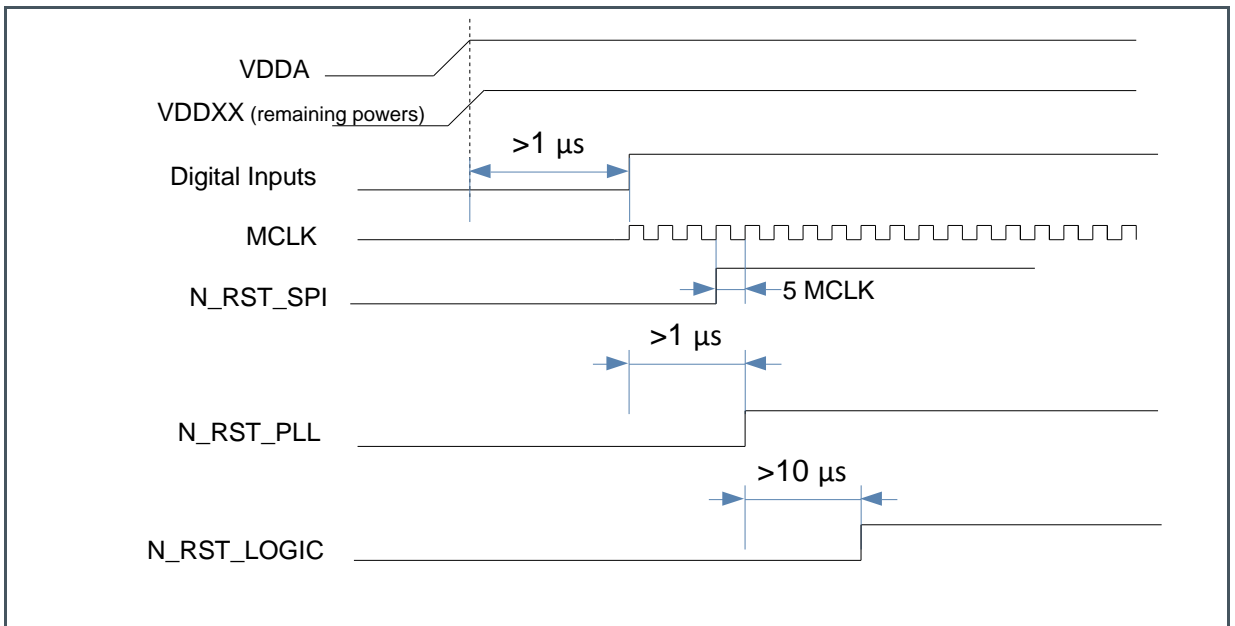 VDDA
VDDXX (remaining powers)
>1 µs
Digital Inputs
MCLK
N_RST_SPI
5 MCLK
>1 µs
N_RST_PLL
>10 µs
N_RST_LOGIC